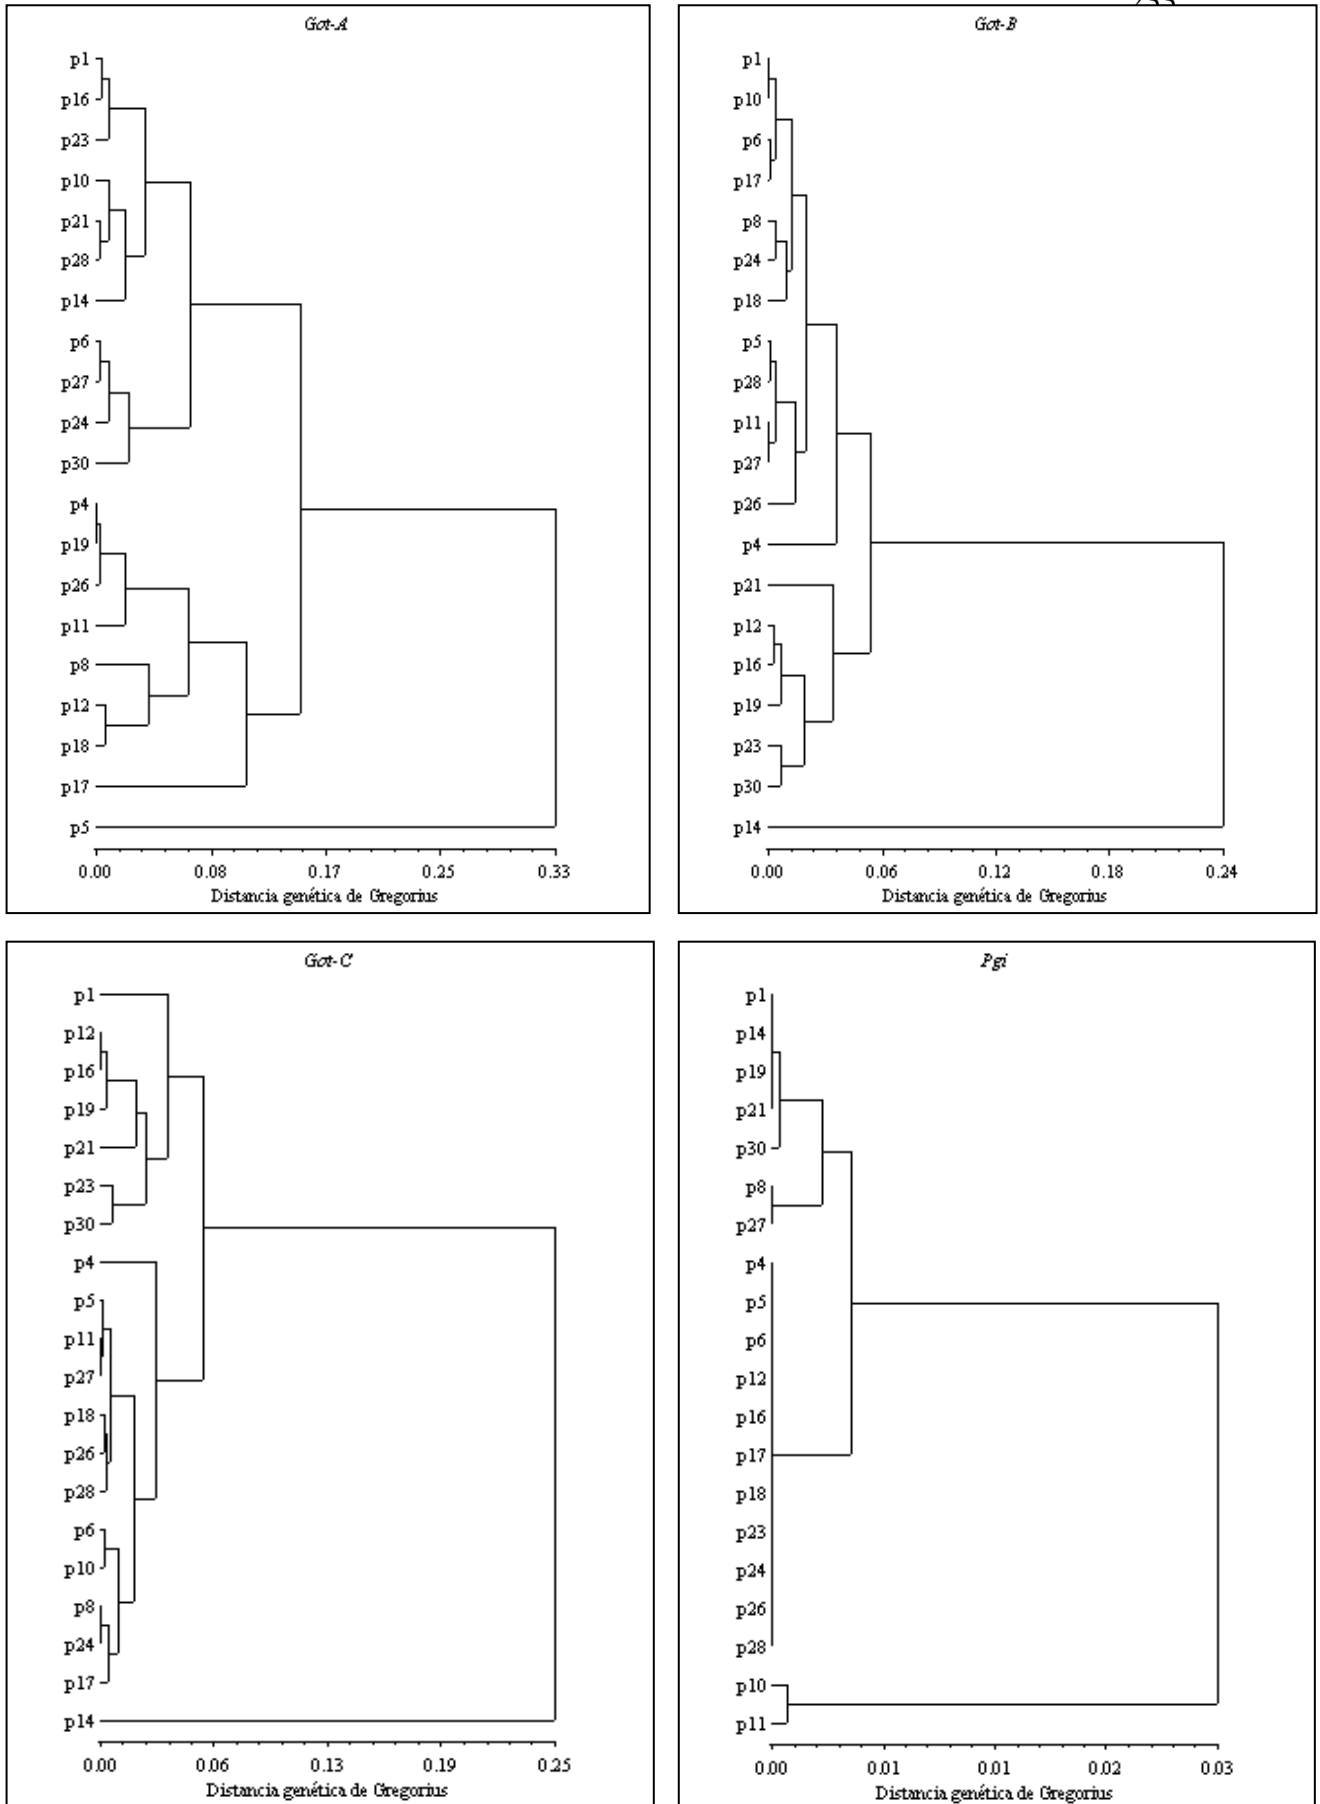 Got-A
p1
p16
p23
p10
p21
p28
p14
p6
p27
p24
p30
p4
p19
p26
p11
p8
p12
p18
p17
p5
0.00 0.08 0.17 0.25 0.33
Distancia genética de Gregorius
Got-B
p1
p10
p6
p17
p8
p24
p18
p5
p28
p11
p27
p26
p4
p21
p12
p16
p19
p23
p30
p14
0.00 0.06 0.12 0.18 0.24
Distancia genética de Gregorius
Got-C
p1
p12
p16
p19
p21
p23
p30
p4
p5
p11
p27
p18
p26
p28
p6
p10
p8
p24
p17
p14
0.00 0.06 0.13 0.19 0.25
Distancia genética de Gregorius
Pgi
p1
p14
p19
p21
p30
p8
p27
p4
p5
p6
p12
p16
p17
p18
p23
p24
p26
p28
p10
p11
0.00 0.01 0.01 0.02 0.03
Distancia genética de Gregorius